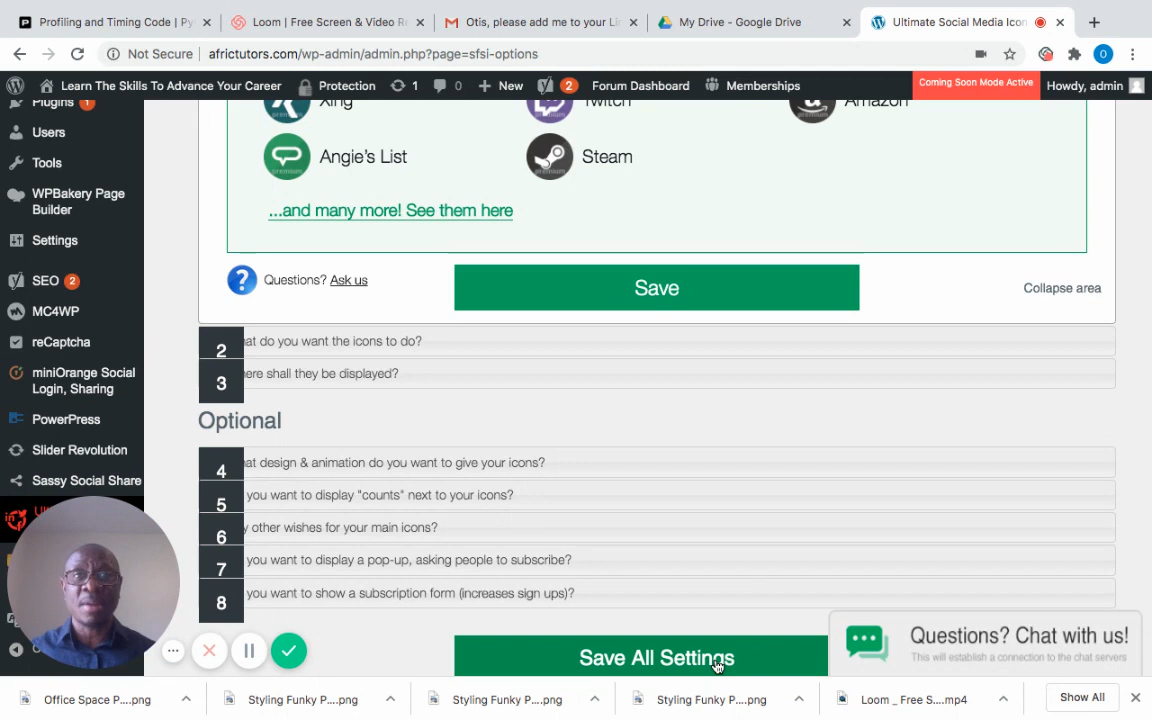 Profiling and Timing Code | Py
Loom | Free Screen & Video Re
Otis, please add me to your Lin
My Drive - Google Drive
Ultimate Social Media Icon
Not Secure
africtutors.com/wp-admin/admin.php?page=sfsi-options
O
Learn The Skills To Advance Your Career
Protection
1
0
New
2
Forum Dashboard
Memberships
Coming Soon Mode Active
Howdy, admin
Plugins 1
Users
Tools
WPBakery Page
Builder
Settings
SEO 2
MC4WP
reCaptcha
miniOrange Social
Login, Sharing
PowerPress
Slider Revolution
Sassy Social Share
Xing
premium
Twitch
premium
Amazon
premium
Angie's List
premium
Steam
premium
...and many more! See them here
Questions? Ask us
Save
Collapse area
2 at do you want the icons to do?
3 ere shall they be displayed?
Optional
4 at design & animation do you want to give your icons?
5 you want to display "counts" next to your icons?
6 y other wishes for your main icons?
7 you want to display a pop-up, asking people to subscribe?
8 you want to show a subscription form (increases sign ups)?
Save All Settings
Questions? Chat with us!
This will establish a connection to the chat servers
Office Space P....png
Styling Funky P....png
Styling Funky P....png
Styling Funky P....png
Loom _ Free S....mp4
Show All